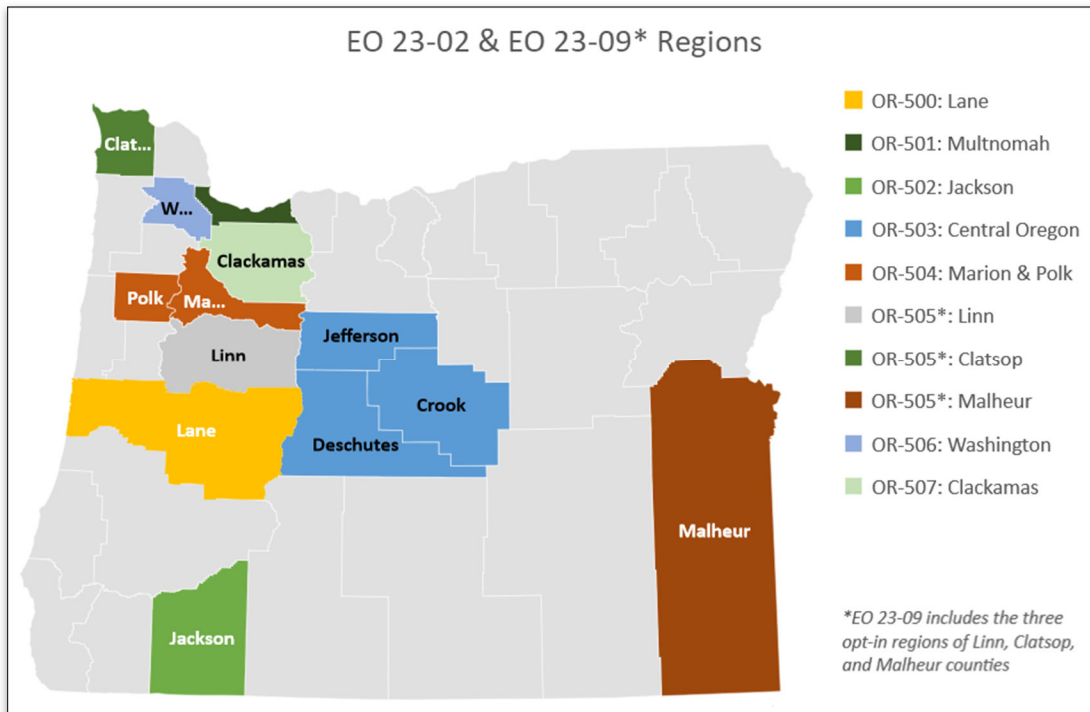 EO 23-02 & EO 23-09* Regions
Clat...
W...
Clackamas
Polk
Ma...
Linn
Jefferson
Crook
Lane
Deschutes
Malheur
Jackson
OR-500: Lane
OR-501: Multnomah
OR-502: Jackson
OR-503: Central Oregon
OR-504: Marion & Polk
OR-505*: Linn
OR-505*: Clatsop
OR-505*: Malheur
OR-506: Washington
OR-507: Clackamas
*EO 23-09 includes the three
opt-in regions of Linn, Clatsop,
and Malheur counties